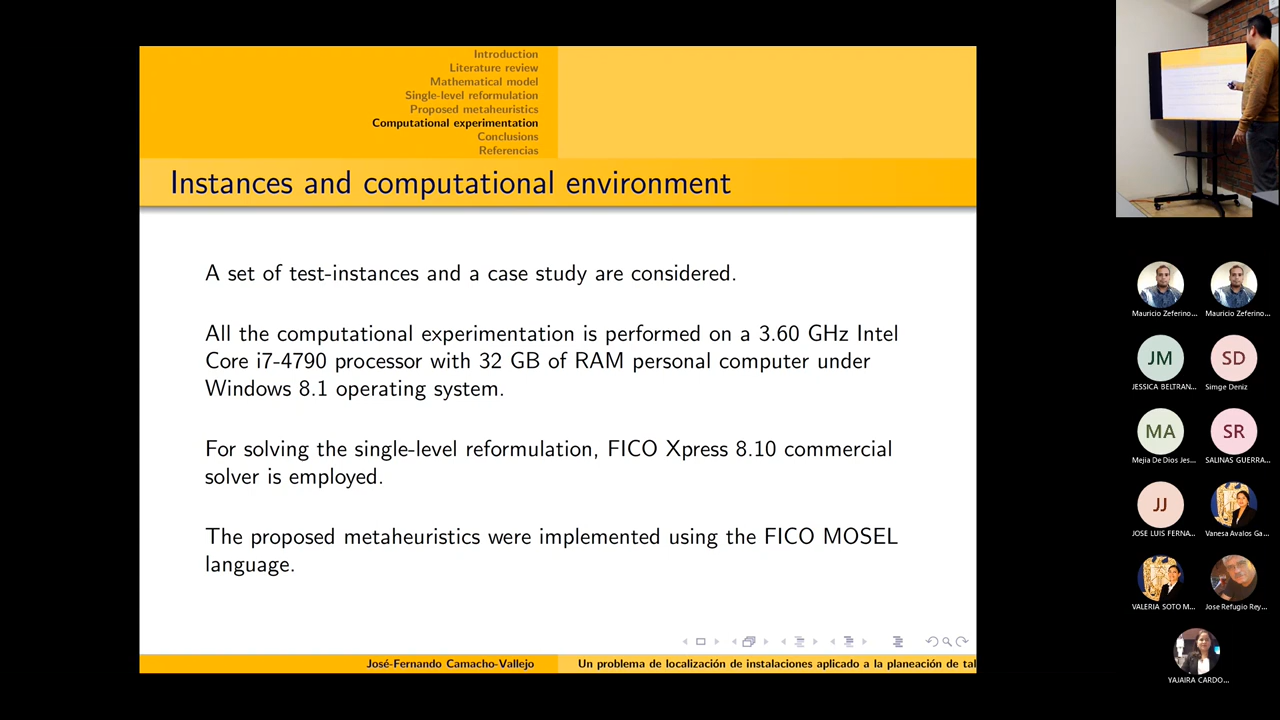 Introduction
Literature review
Mathematical model
Single-level reformulation
Proposed metaheuristics
Computational experimentation
Conclusions
Referencias
Instances and computational environment
A set of test-instances and a case study are considered.
All the computational experimentation is performed on a 3.60 GHz Intel
Core i7-4790 processor with 32 GB of RAM personal computer under
Windows 8.1 operating system.
For solving the single-level reformulation, FICO Xpress 8.10 commercial
solver is employed.
The proposed metaheuristics were implemented using the FICO MOSEL
language.
José-Fernando Camacho-Vallejo
Un problema de localización de instalaciones aplicado a la planeación de tal
Mauricio Zeferino...
Mauricio Zeferino...
JM
SD
JESSICA BELTRAN...
Simge Deniz
MA
SR
Mejia De Dios Jes...
SALINAS GUERRA...
JJ
JOSE LUIS FERNA...
Vanesa Avalos Ga...
VALERIA SOTO M...
Jose Refugio Rey...
YAJAIRA CARDO...